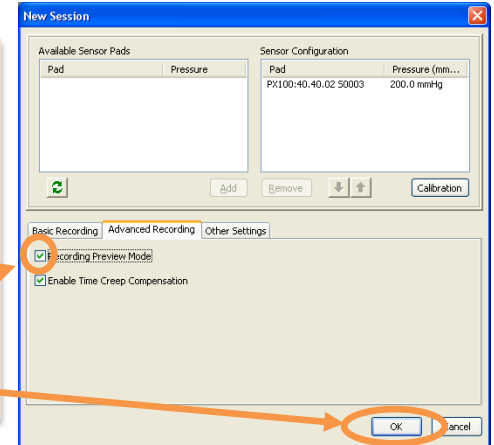 New Session
Available Sensor Pads
Sensor Configuration
Pad Pressure
Pad Pressure (mm...
PX100:40.40.02 S0003 200.0 mmHg
Add
Remove
Calibration
Basic Recording Advanced Recording Other Settings
Recording Preview Mode
Enable Time Creep Compensation
OK
Cancel